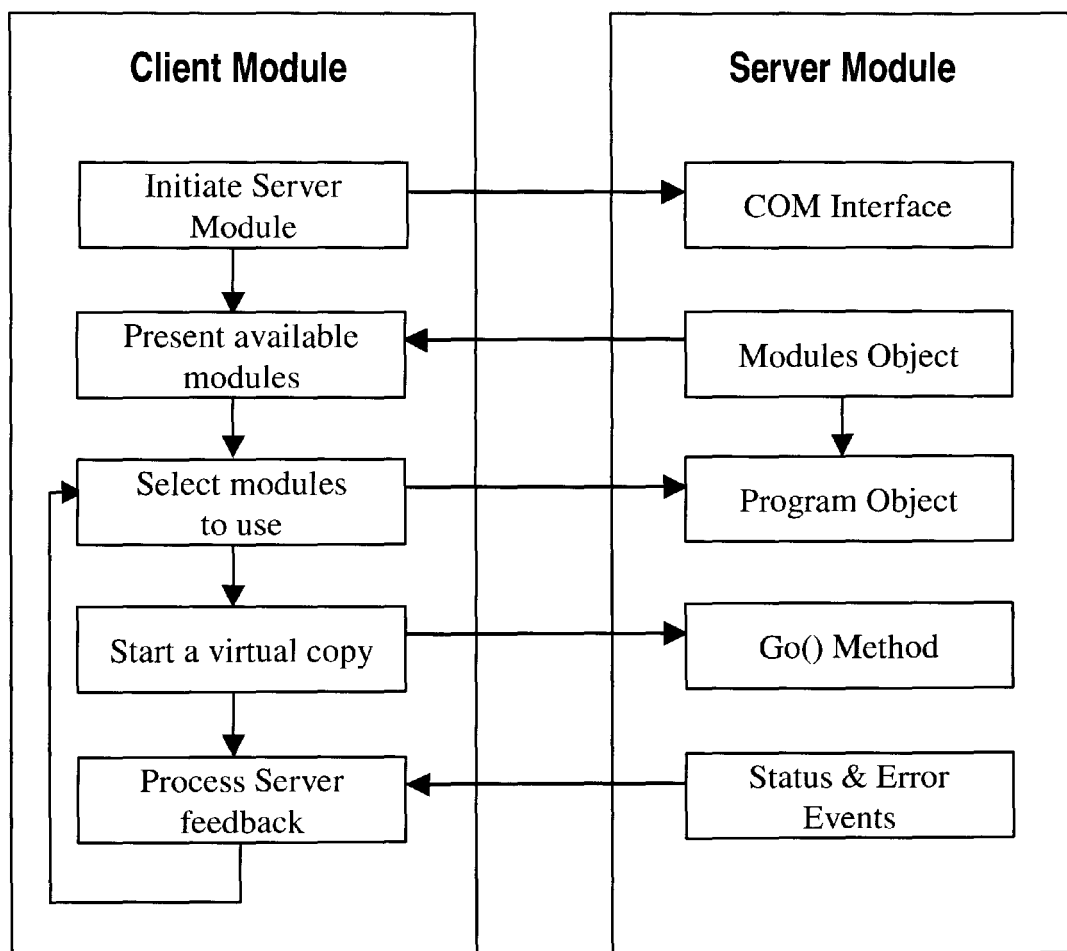 Client Module
Server Module
Initiate Server
Module
COM Interface
Present available
modules
Modules Object
Select modules
to use
Program Object
Start a virtual copy
Go() Method
Process Server
feedback
Status & Error
Events